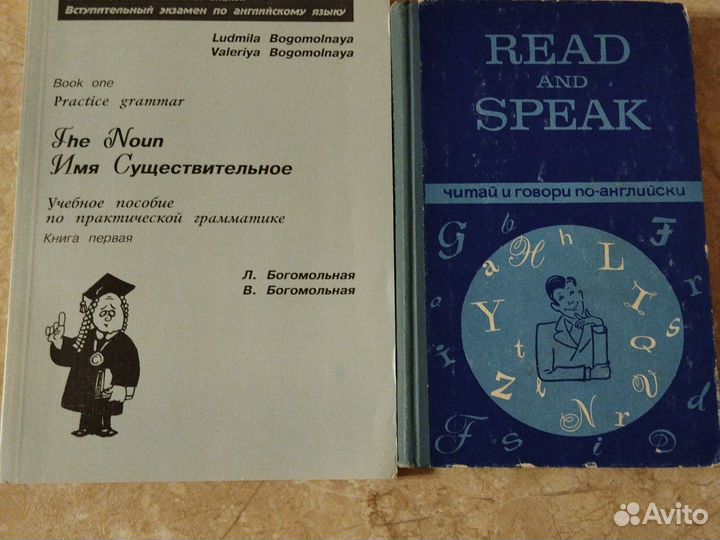 Вступительный экзамен по английскому языку
Ludmila Bogomolnaya
Valeriya Bogomolnaya
Book one
Practice grammar
The Noun
Имя Существительное
Учебное пособие
по практической грамматике
Книга первая
Л. Богомольная
В. Богомольная
READ
AND
SPEAK
читай и говори по-английски
Avito